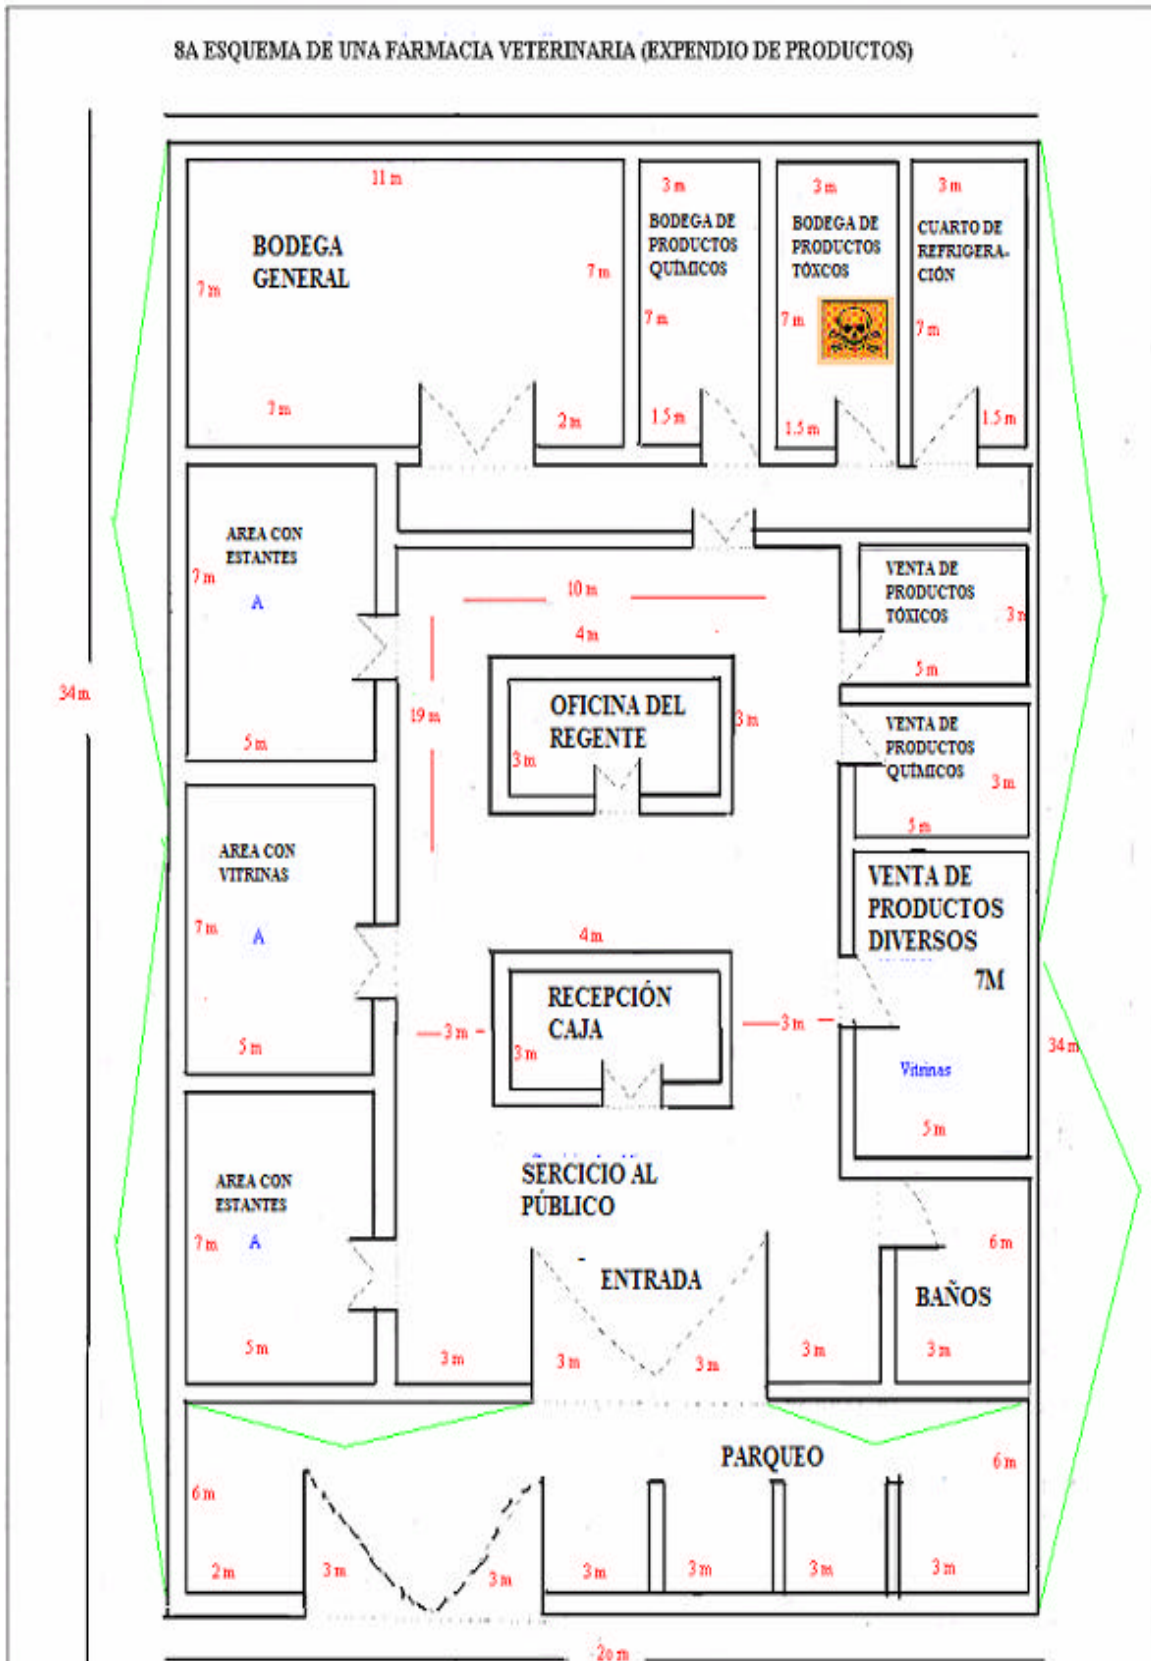 8A ESQUEMA DE UNA FARMACIA VETERINARIA (EXPENDIO DE PRODUCTOS)
11 m
3 m
3 m
3 m
BODEGA
GENERAL
BODEGA DE
PRODUCTOS
QUÍMICOS
BODEGA DE
PRODUCTOS
TÓXCOS
CUARTO DE
REFRIGERA-
CIÓN
7 m
7 m
7 m
7 m
7 m
7 m
2 m
1.5 m
1.5 m
1.5 m
AREA CON
ESTANTES
7 m
A
5 m
10 m
4 m
VENTA DE
PRODUCTOS
TÓXICOS
3 m
5 m
34 m
19 m
OFICINA DEL
REGENTE
3 m
3 m
VENTA DE
PRODUCTOS
QUÍMICOS
3 m
5 m
AREA CON
VITRINAS
7 m
A
5 m
4 m
RECEPCIÓN
CAJA
3 m
3 m
3 m
VENTA DE
PRODUCTOS
DIVERSOS
7M
Vitrinas
5 m
34 m
AREA CON
ESTANTES
7 m
A
5 m
SERCICIO AL
PÚBLICO
ENTRADA
3 m
3 m
3 m
3 m
6 m
BAÑOS
3 m
PARQUEO
6 m
6 m
2 m
3 m
3 m
3 m
3 m
3 m
3 m
20 m